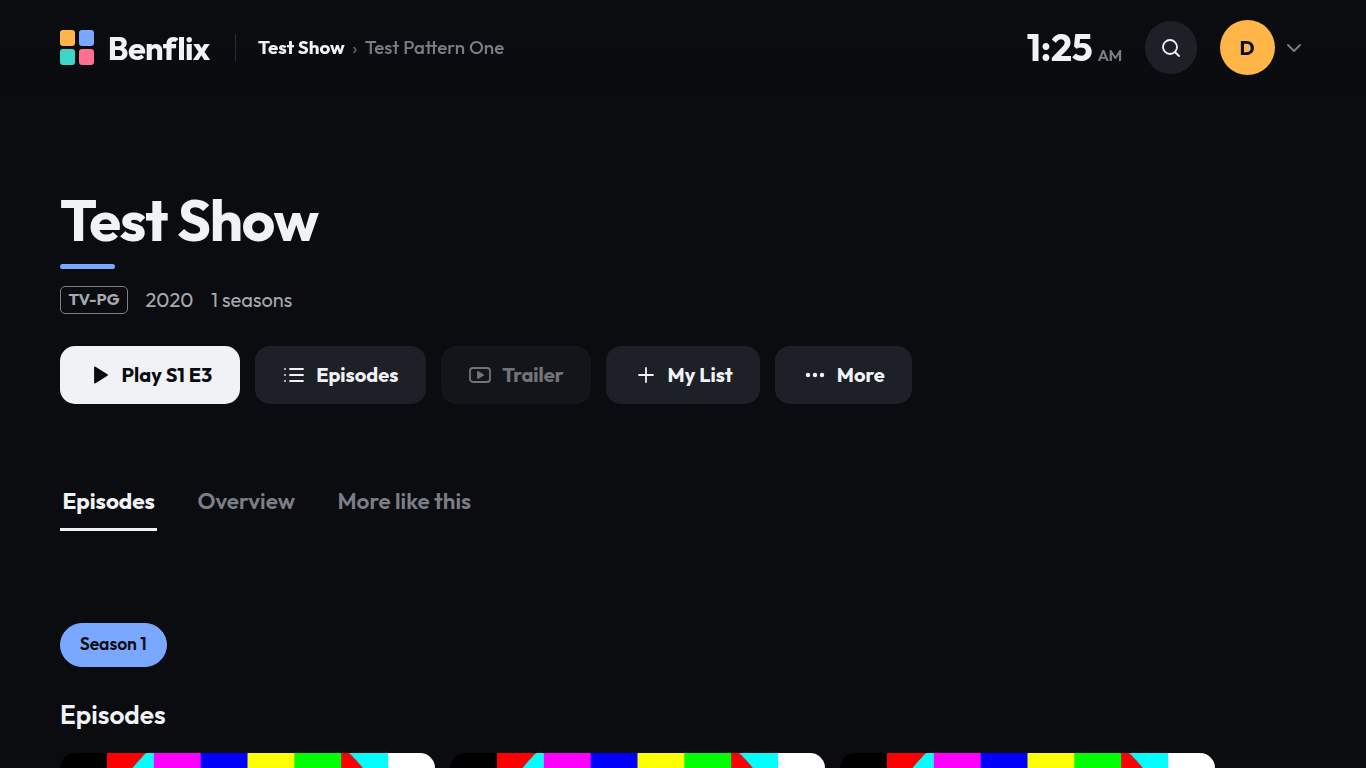 Benflix
Test Show › Test Pattern One
1:25 AM
D
Test Show
TV-PG 2020 1 seasons
Play S1 E3 Episodes Trailer My List More
Episodes Overview More like this
Season 1
Episodes